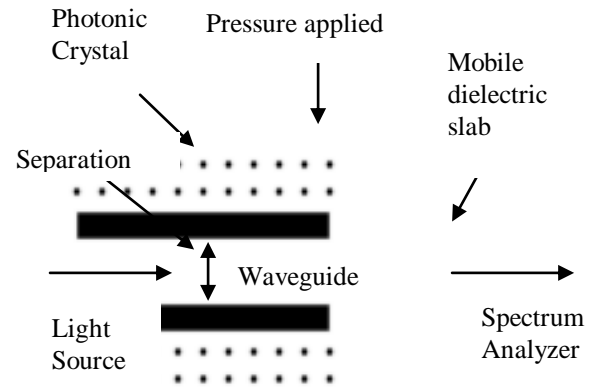 Photonic
Crystal
Pressure applied
Mobile
dielectric
slab
Separation
Waveguide
Light
Source
Spectrum
Analyzer